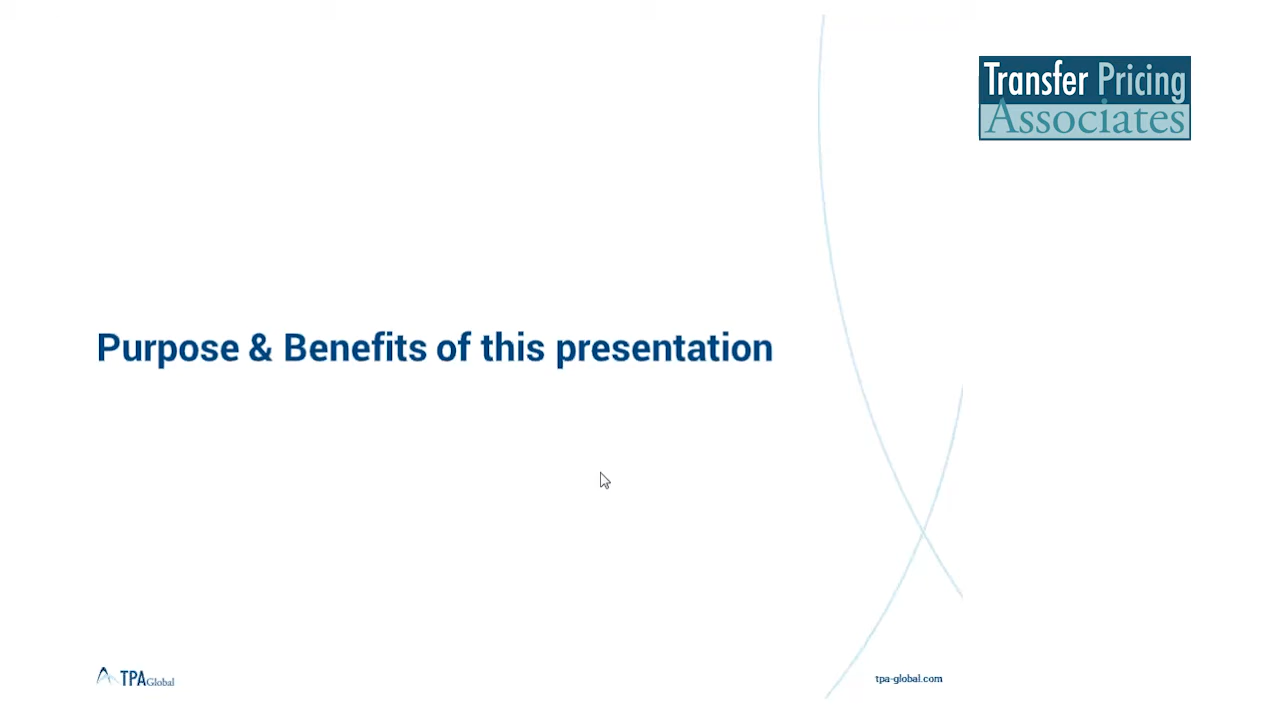 Transfer Pricing
Associates
Purpose & Benefits of this presentation
TPA Global
tpa-global.com